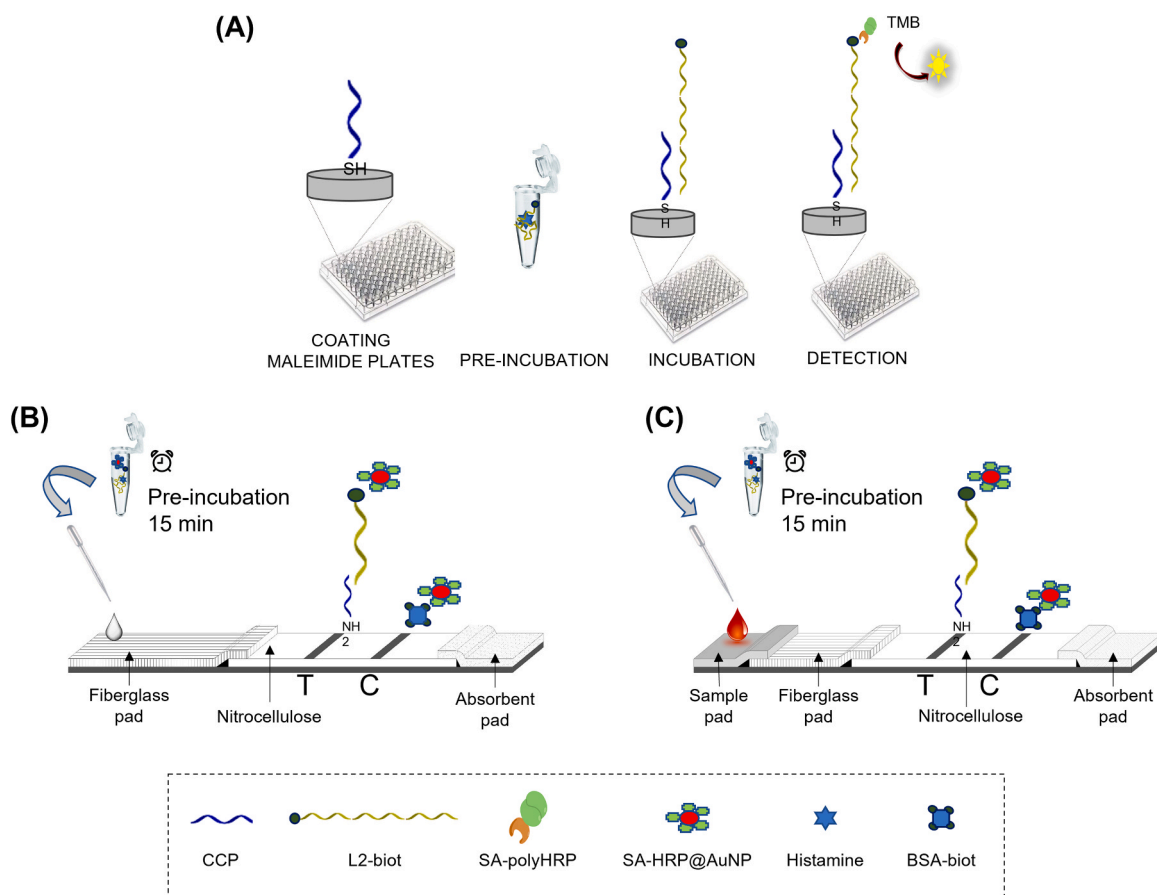 (A)
TMB
SH
S
H
S
H
COATING
MALEIMIDE PLATES
PRE-INCUBATION
INCUBATION
DETECTION
(B)
Pre-incubation
15 min
NH
2
T
C
Fiberglass
pad
Nitrocellulose
Absorbent
pad
(C)
Pre-incubation
15 min
NH
2
T
C
Sample
pad
Fiberglass
pad
Nitrocellulose
Absorbent
pad
CCP
L2-biot
SA-polyHRP
SA-HRP@AuNP
Histamine
BSA-biot